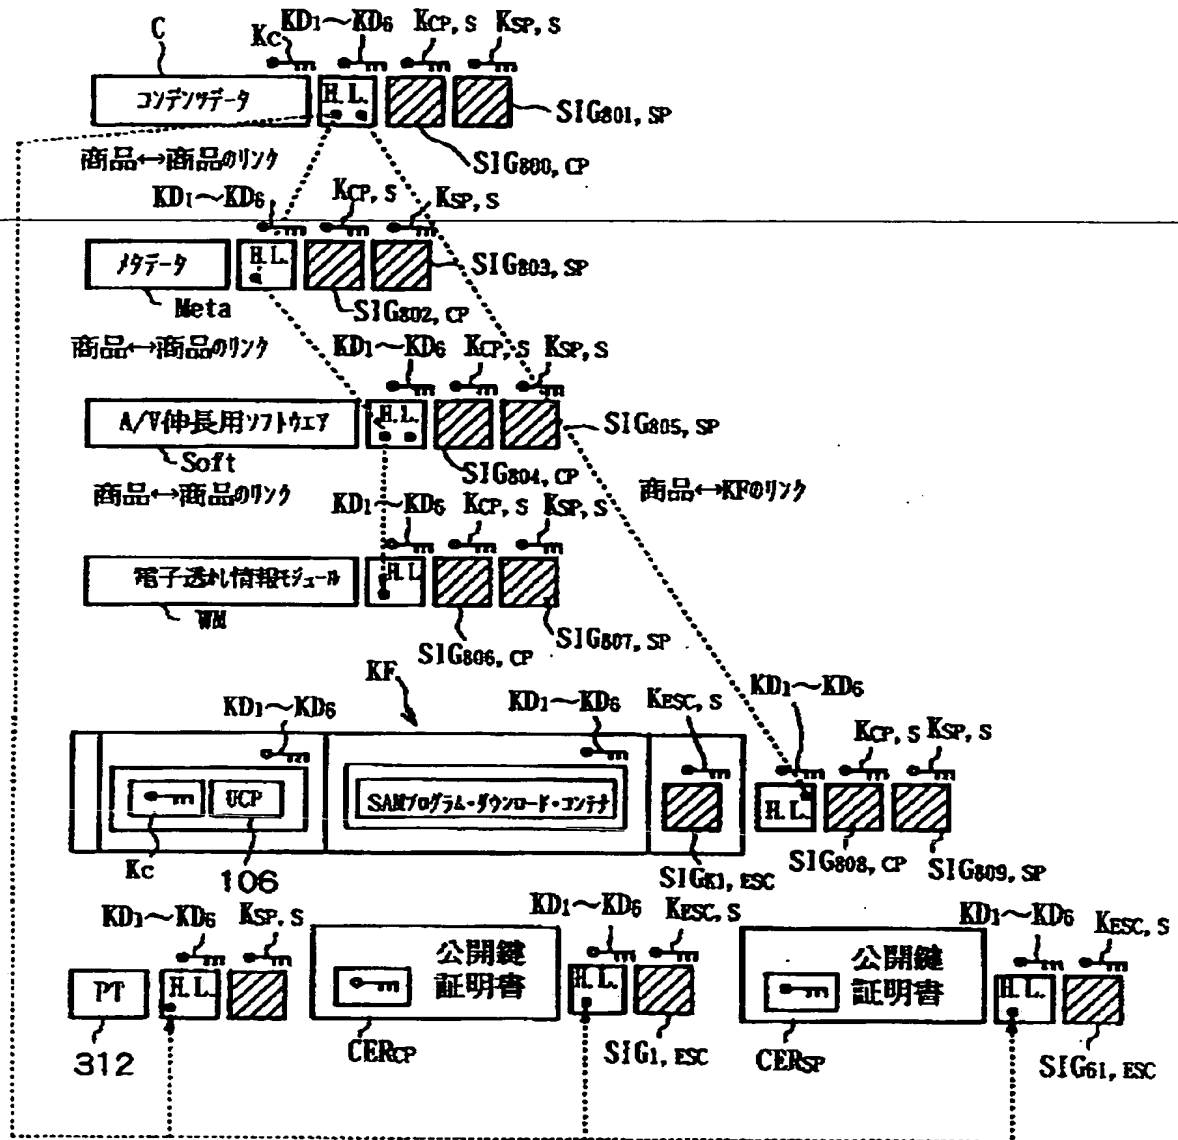 C Kc KD1～KD6 KCP, S KSP, S
コンテンツデータ H. L. SIG801, SP
商品↔商品のリンク SIG800, CP
KD1～KD6 KCP, S KSP, S
メタデータ H. L. SIG803, SP
Meta SIG802, CP
商品↔商品のリンク KD1～KD6 KCP, S KSP, S
A/V伸長用ソフトウェア H. L. SIG805, SP
Soft SIG804, CP
商品↔商品のリンク 商品↔KFのリンク
KD1～KD6 KCP, S KSP, S
電子透かし情報モジュール H. L.
WM SIG807, SP
SIG806, CP
KF
KD1～KD6 KD1～KD6 KESC, S KD1～KD6
KCP, S KSP, S
UCP SAMプログラム・ダウンロード・コンテナ H. L.
Kc 106 SIGK1, ESC SIG808, CP SIG809, SP
KD1～KD6 KSP, S KD1～KD6 KESC, S KD1～KD6 KESC, S
PT H. L. 公開鍵 H. L. 公開鍵 H. L.
証明書 証明書
312 CERCP SIG1, ESC CERSP SIG61, ESC